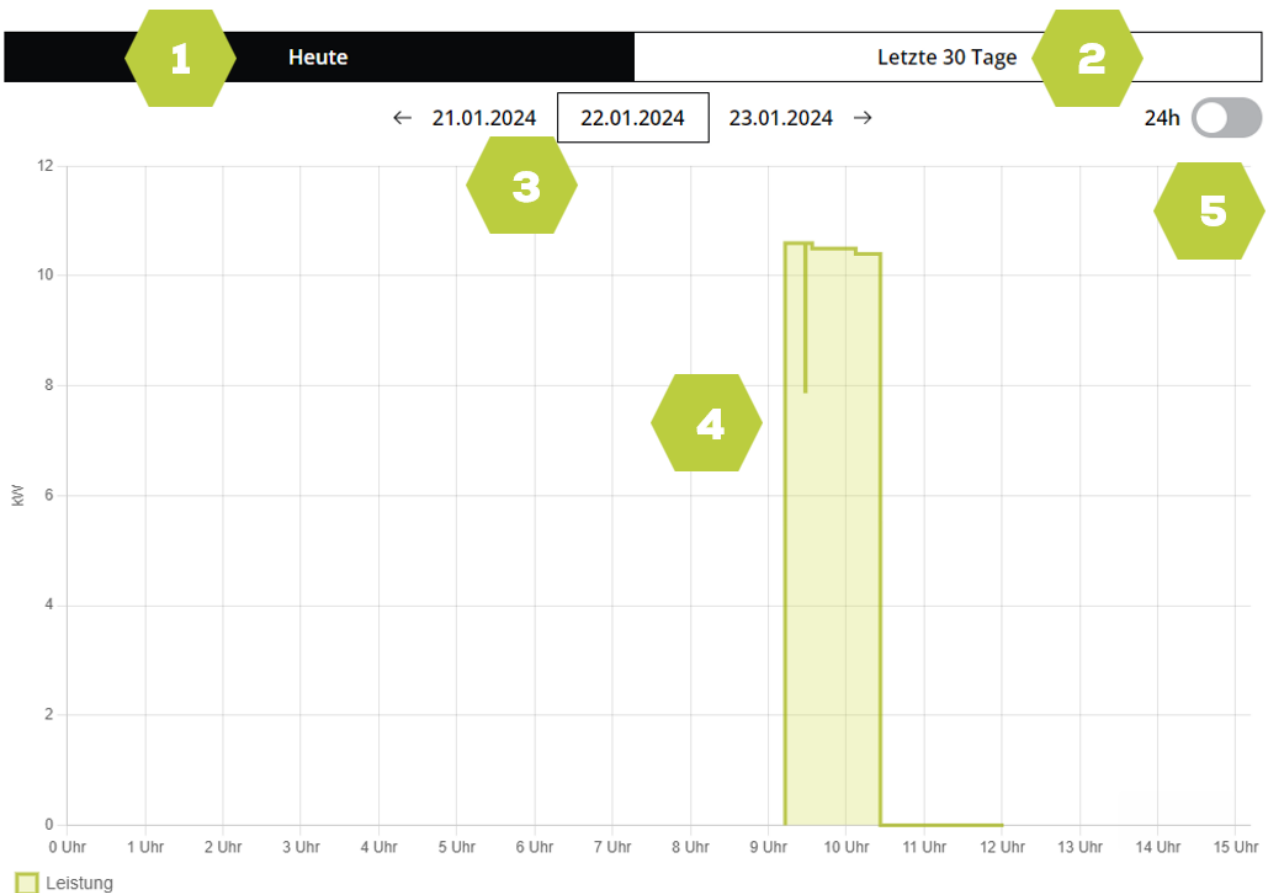 1 Heute Letzte 30 Tage 2
← 21.01.2024 22.01.2024 23.01.2024 → 24h
3
5
4
12
10
8
6
4
2
0
kW
0 Uhr 1 Uhr 2 Uhr 3 Uhr 4 Uhr 5 Uhr 6 Uhr 7 Uhr 8 Uhr 9 Uhr 10 Uhr 11 Uhr 12 Uhr 13 Uhr 14 Uhr 15 Uhr
Leistung